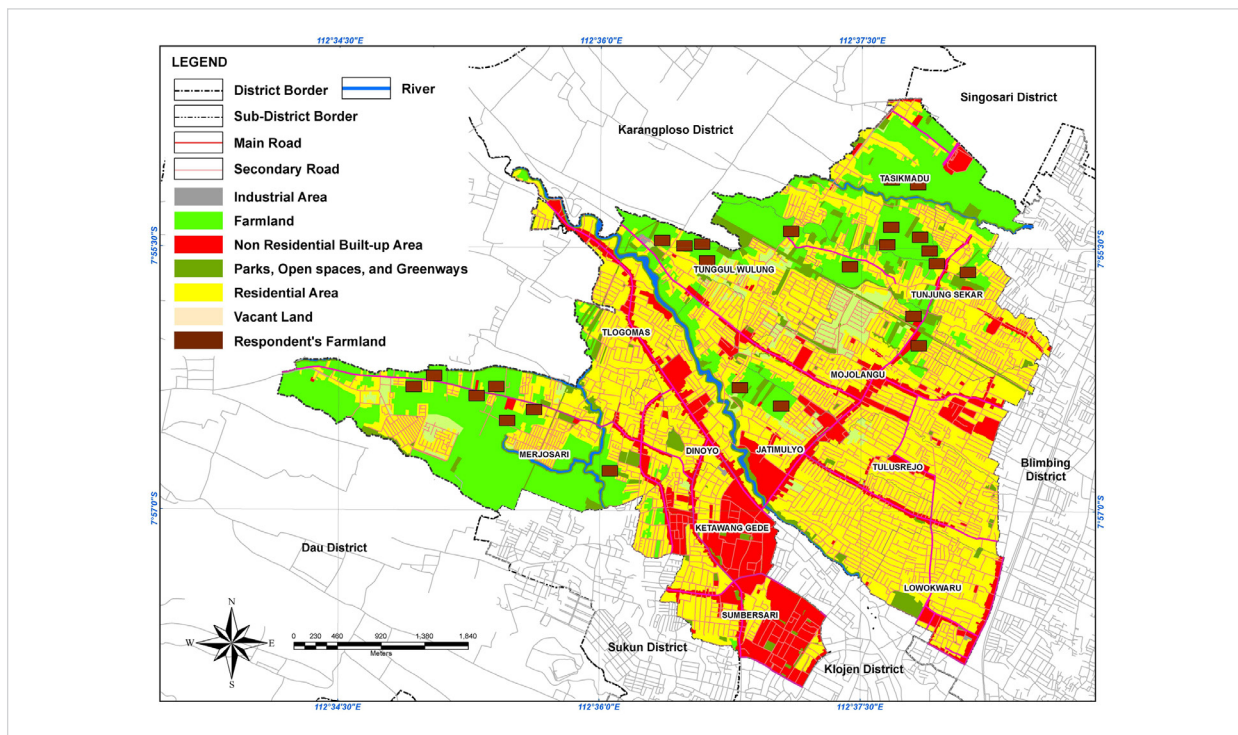 112°34'30"E 112°36'0"E 112°37'30"E
LEGEND
District Border
River
Sub-District Border
Main Road
Secondary Road
Industrial Area
Farmland
Non Residential Built-up Area
Parks, Open spaces, and Greenways
Residential Area
Vacant Land
Respondent's Farmland
Singosari District
Karangploso District
TASIKMADU
7°55'30"S
7°55'30"S
TUNGGUL WULUNG
TUNJUNG SEKAR
TLOGOMAS
MOJOLANGU
MERJOSARI
DINOYO
JATIMULYO
TULUSREJO
Blimbing
District
7°57'0"S
7°57'0"S
KETAWANG GEDE
Dau District
LOWOKWARU
SUMBERSARI
N
W
E
S
0 230 460 920 1,380 1,840
Meters
Sukun District
Klojen District
112°34'30"E 112°36'0"E 112°37'30"E